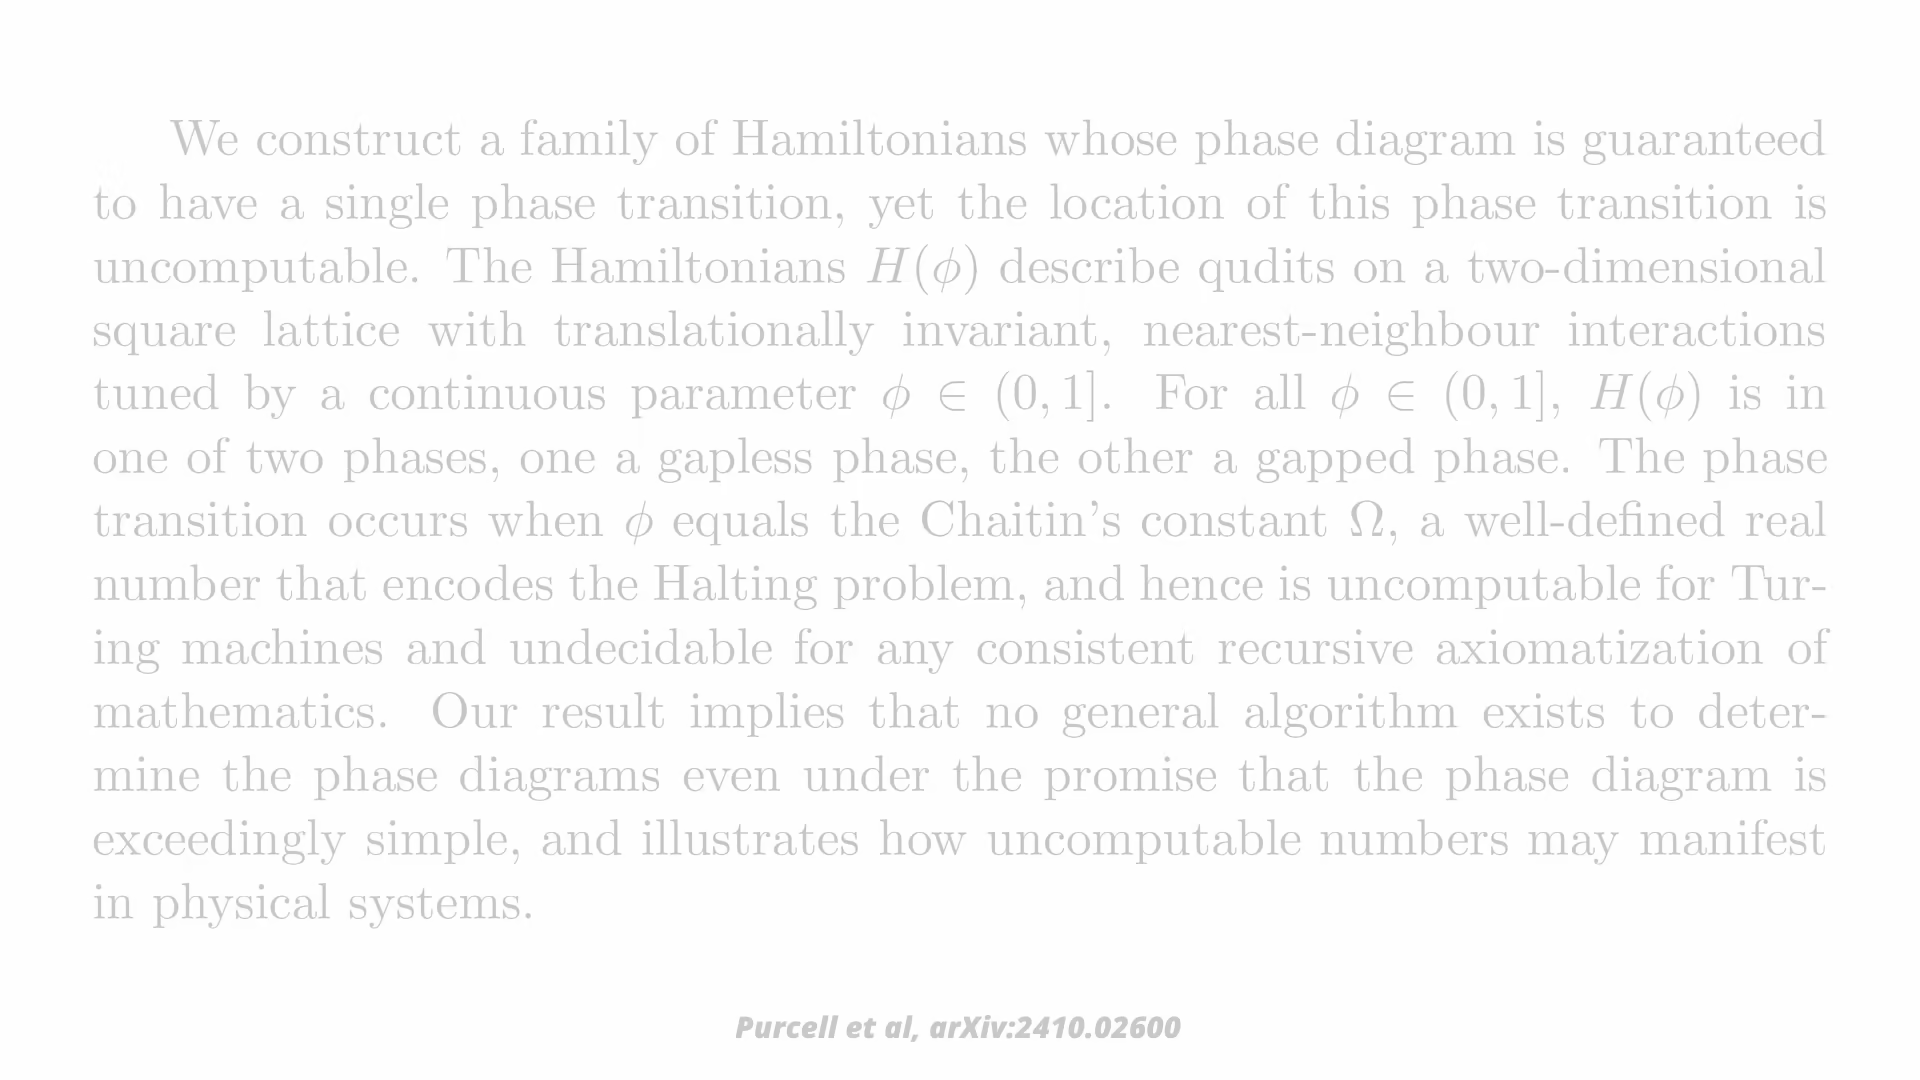 We construct a family of Hamiltonians whose phase diagram is guaranteed
to have a single phase transition, yet the location of this phase transition is
uncomputable. The Hamiltonians H(ϕ) describe qudits on a two-dimensional
square lattice with translationally invariant, nearest-neighbour interactions
tuned by a continuous parameter ϕ ∈ (0, 1]. For all ϕ ∈ (0, 1], H(ϕ) is in
one of two phases, one a gapless phase, the other a gapped phase. The phase
transition occurs when ϕ equals the Chaitin's constant Ω, a well-defined real
number that encodes the Halting problem, and hence is uncomputable for Tur-
ing machines and undecidable for any consistent recursive axiomatization of
mathematics. Our result implies that no general algorithm exists to deter-
mine the phase diagrams even under the promise that the phase diagram is
exceedingly simple, and illustrates how uncomputable numbers may manifest
in physical systems.
Purcell et al, arXiv:2410.02600